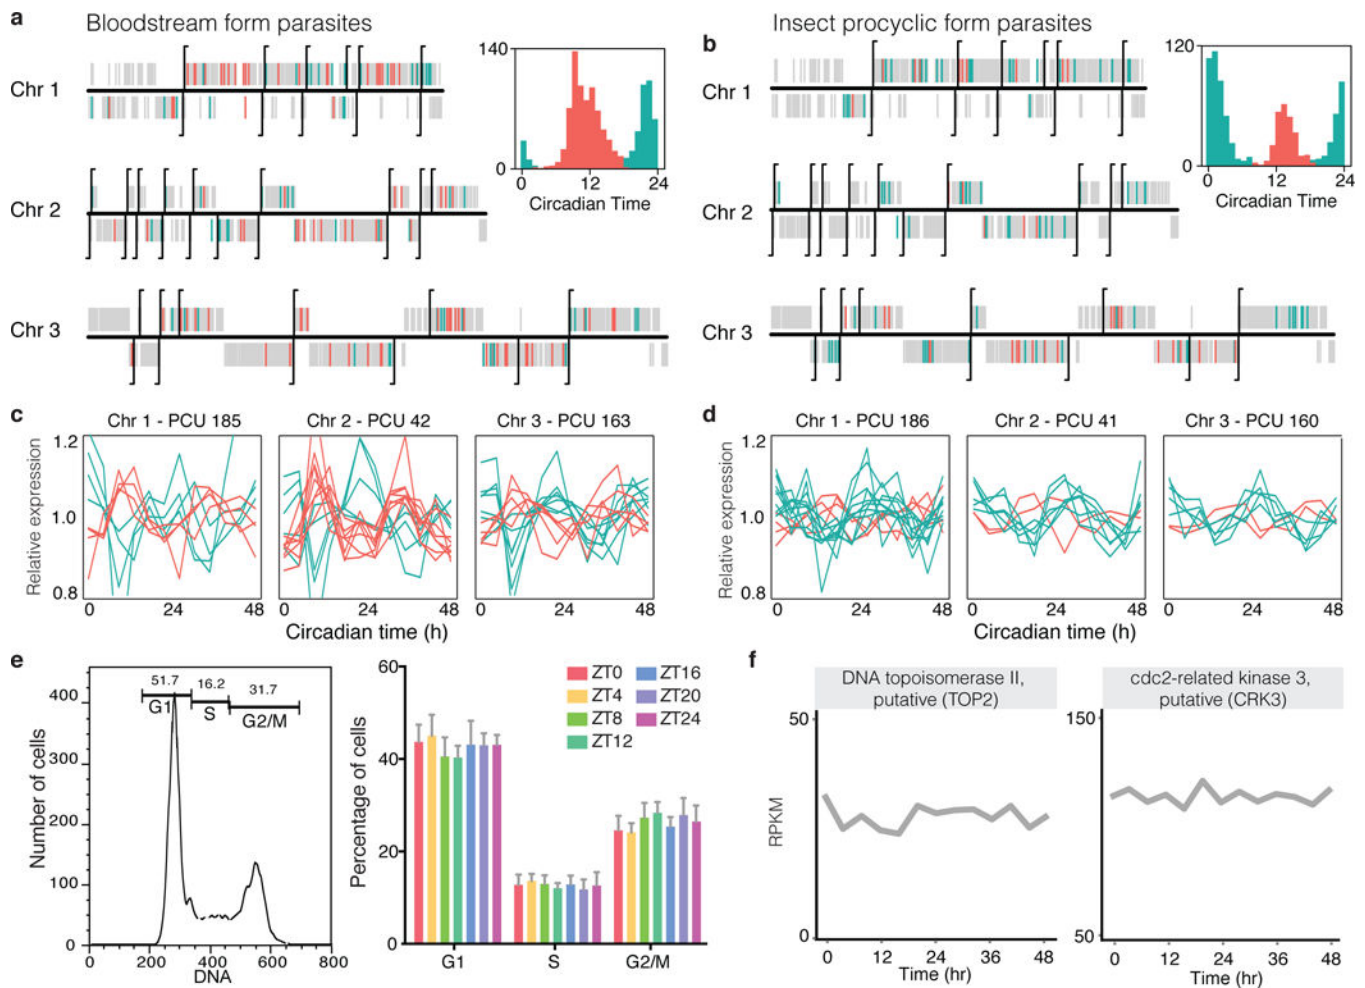 a
Bloodstream form parasites
Chr 1
140
0
0 12 24
Circadian Time
Chr 2
Chr 3
b
Insect procyclic form parasites
Chr 1
120
0
0 12 24
Circadian Time
Chr 2
Chr 3
c
Chr 1 - PCU 185
Chr 2 - PCU 42
Chr 3 - PCU 163
Relative expression
1.2
1.0
0.8
0 24 48
0 24 48
0 24 48
Circadian time (h)
d
Chr 1 - PCU 186
Chr 2 - PCU 41
Chr 3 - PCU 160
Relative expression
1.2
1.0
0.8
0 24 48
0 24 48
0 24 48
Circadian time (h)
e
51.7
16.2
31.7
G1
S
G2/M
Number of cells
400
300
200
100
0
0 200 400 600 800
DNA
Percentage of cells
60
40
20
0
ZT0
ZT4
ZT8
ZT12
ZT16
ZT20
ZT24
G1 S G2/M
f
DNA topoisomerase II,
putative (TOP2)
RPKM
50
0
0 12 24 36 48
Time (hr)
cdc2-related kinase 3,
putative (CRK3)
150
50
0 12 24 36 48
Time (hr)